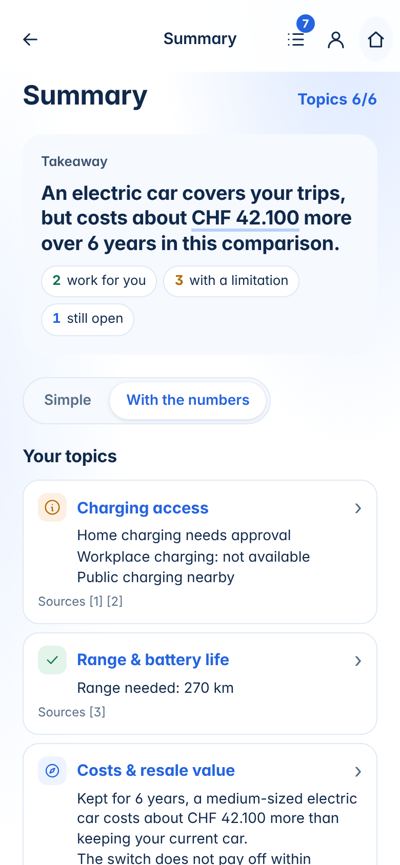 7
Summary
Summary
Topics 6/6
Takeaway
An electric car covers your trips,
but costs about CHF 42.100 more
over 6 years in this comparison.
2 work for you
3 with a limitation
1 still open
Simple
With the numbers
Your topics
Charging access
Home charging needs approval
Workplace charging: not available
Public charging nearby
Sources [1] [2]
Range & battery life
Range needed: 270 km
Sources [3]
Costs & resale value
Kept for 6 years, a medium-sized electric
car costs about CHF 42.100 more than
keeping your current car.
The switch does not pay off within